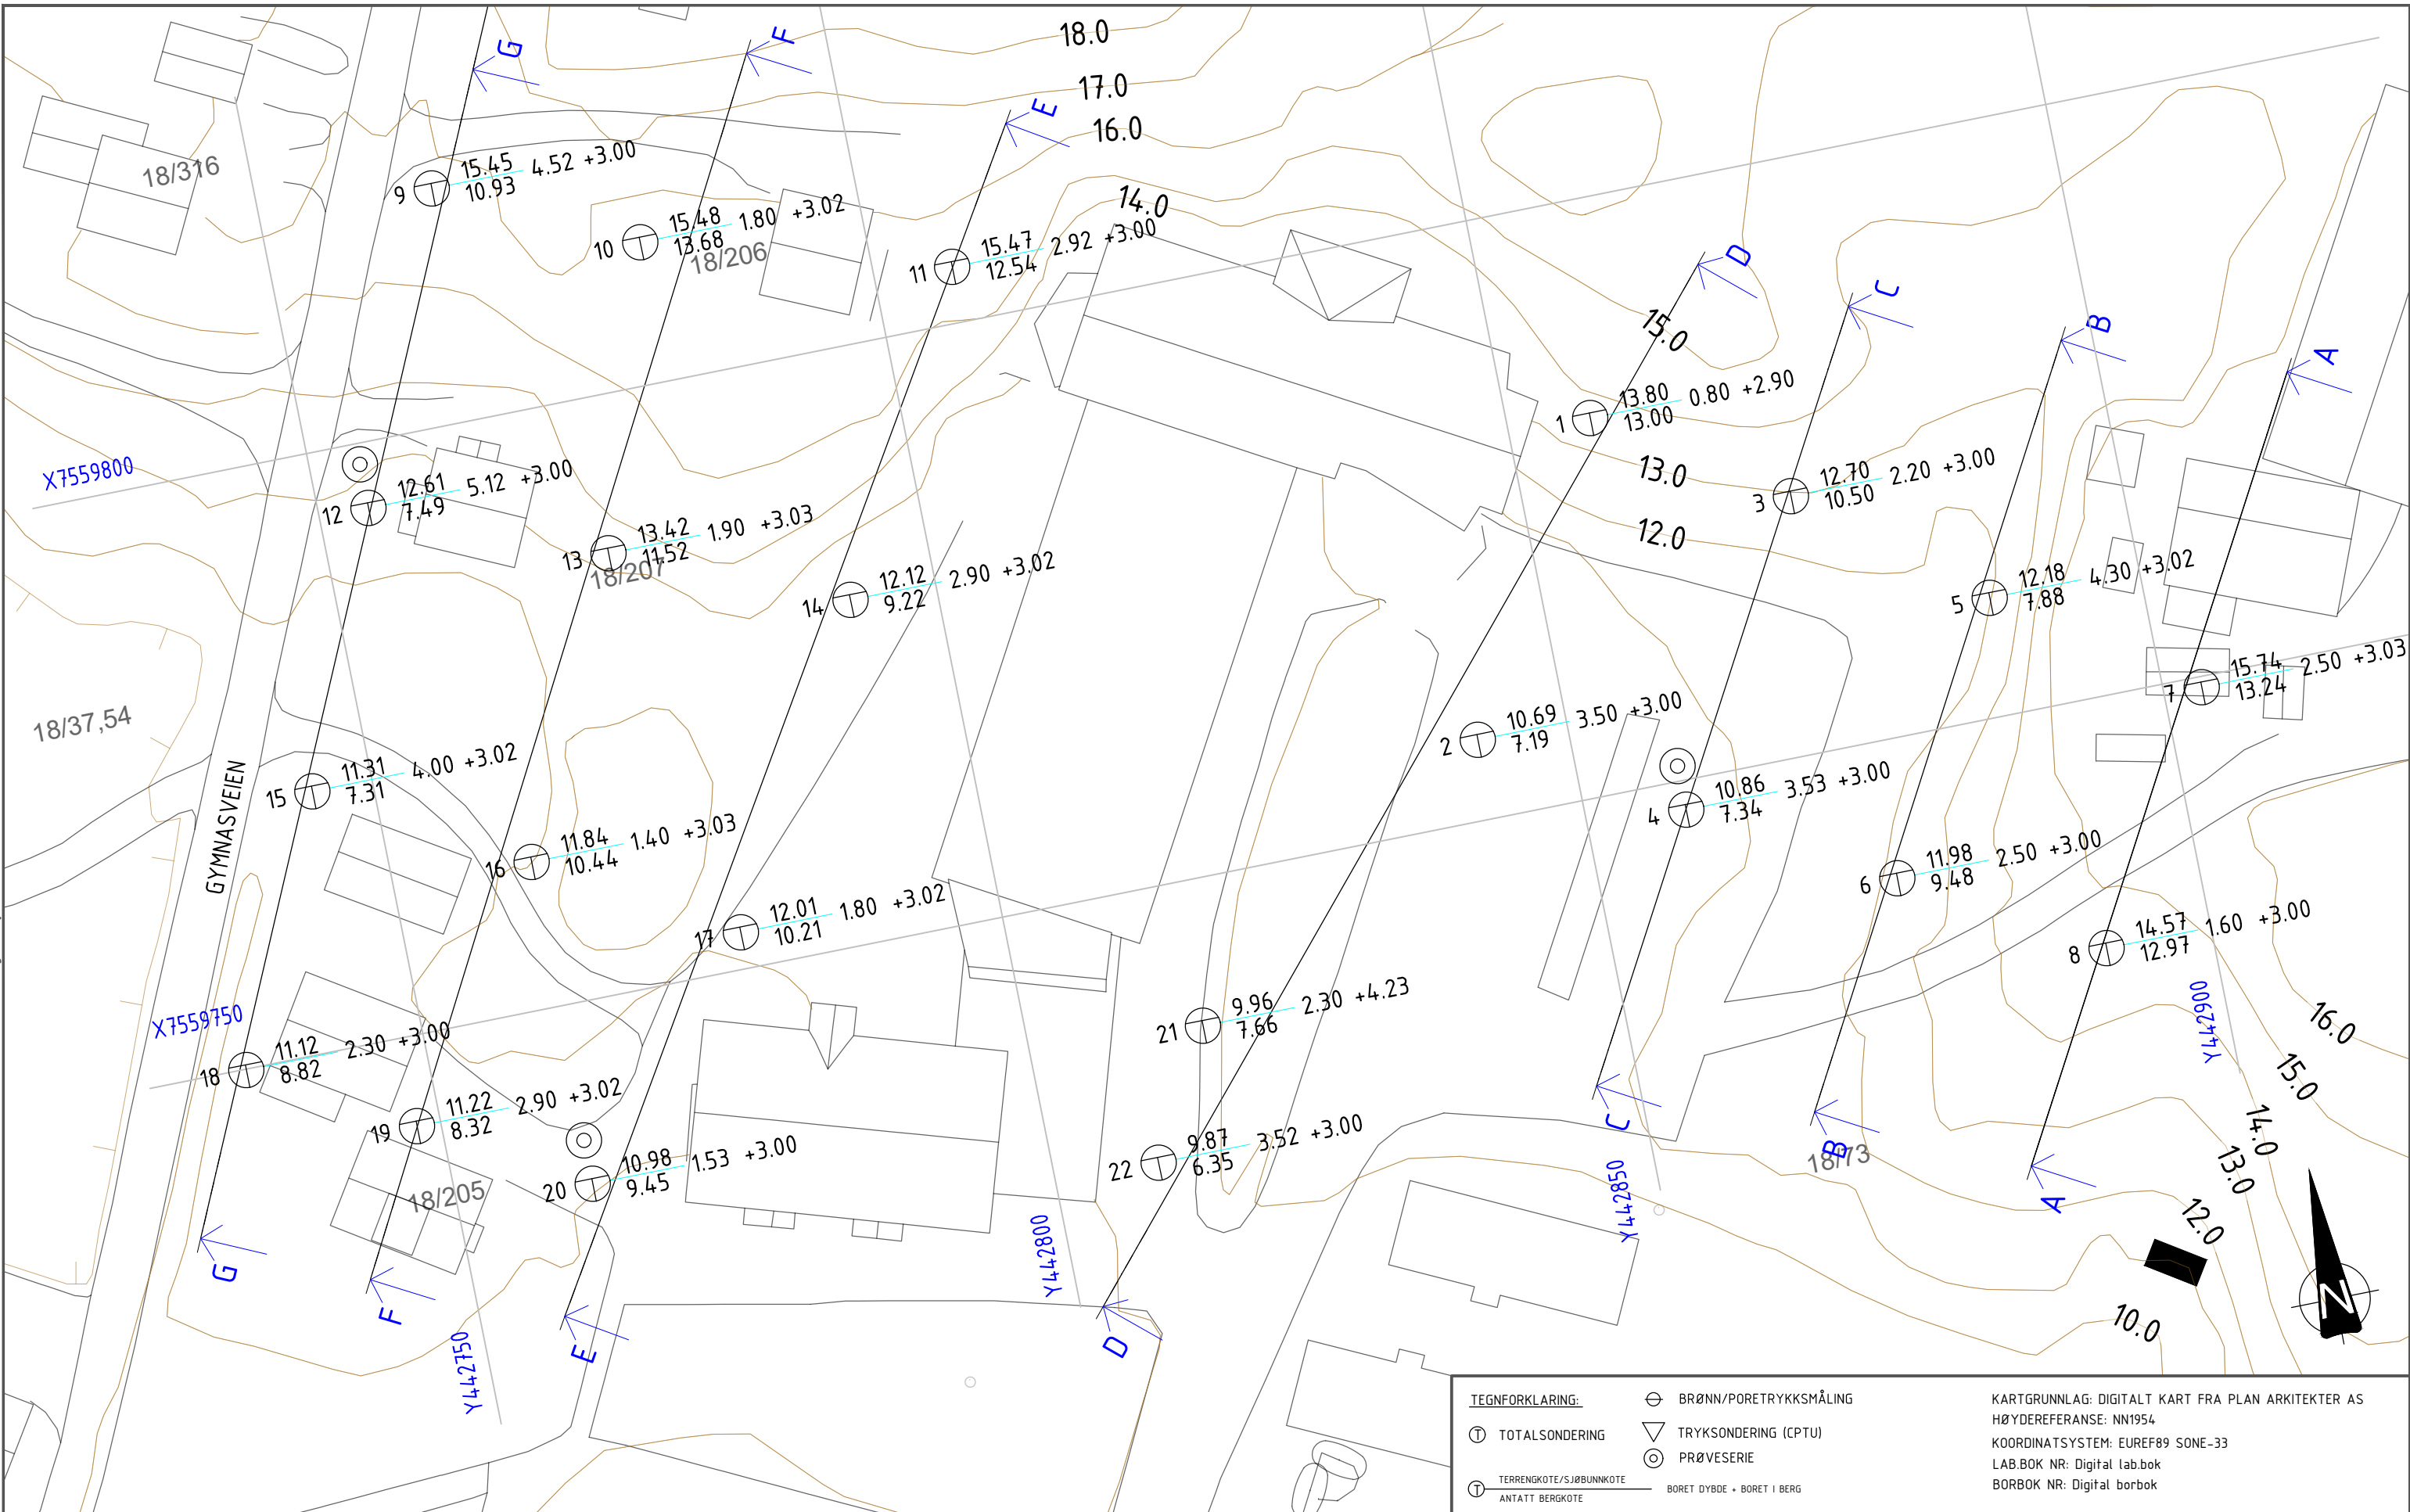 G
F
18.0
17.0
E
16.0
18/316
9 15.45 4.52 +3.00
10.93
14.0
10 15.48 1.80 +3.02
13.68
18/206
11 15.47 2.92 +3.00
12.54
D
C
15.0
B
A
1 13.80 0.80 +2.90
13.00
X7559800
13.0
3 12.70 2.20 +3.00
10.50
12 12.61 5.12 +3.00
7.49
12.0
13 13.42 1.90 +3.03
11.52
18/207
14 12.12 2.90 +3.02
9.22
5 12.18 4.30 +3.02
7.88
7 15.74 2.50 +3.03
13.24
18/37,54
2 10.69 3.50 +3.00
7.19
GYMNASVEIEN
15 11.31 4.00 +3.02
7.31
4 10.86 3.53 +3.00
7.34
16 11.84 1.40 +3.03
10.44
6 11.98 2.50 +3.00
9.48
17 12.01 1.80 +3.02
10.21
8 14.57 1.60 +3.00
12.97
X7559750
21 9.96 2.30 +4.23
7.66
Y442900
16.0
18 11.12 2.30 +3.00
8.82
15.0
19 11.22 2.90 +3.02
8.32
C
B
18/73
14.0
13.0
22 9.87 3.52 +3.00
6.35
20 10.98 1.53 +3.00
9.45
18/205
Y442850
A
12.0
Y442800
G
F
E
D
10.0
N
Y442750
TEGNFORKLARING:
T TOTALSONDERING
T TERRENGKOTE/SJØBUNNKOTE
ANTATT BERGKOTE
BORET DYBDE + BORET I BERG
BRØNN/PORETRYKKSMÅLING
TRYKSONDERING (CPTU)
PRØVESERIE
KARTGRUNNLAG: DIGITALT KART FRA PLAN ARKITEKTER AS
HØYDEREFERANSE: NN1954
KOORDINATSYSTEM: EUREF89 SONE-33
LAB.BOK NR: Digital lab.bok
BORBOK NR: Digital borbok